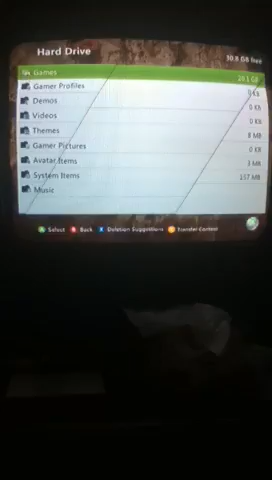 Hard Drive
30.9 GB free
Games 20.1 GB
Gamer Profiles 0 KB
Demos 0 KB
Videos 0 KB
Themes 8 MB
Gamer Pictures 0 KB
Avatar Items 3 MB
System Items 157 MB
Music
A Select B Back X Deletion Suggestions Y Transfer Content